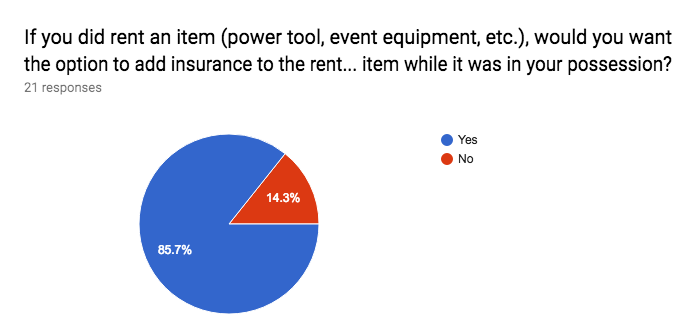 If you did rent an item (power tool, event equipment, etc.), would you want
the option to add insurance to the rent... item while it was in your possession?
21 responses
Yes
No
14.3%
85.7%